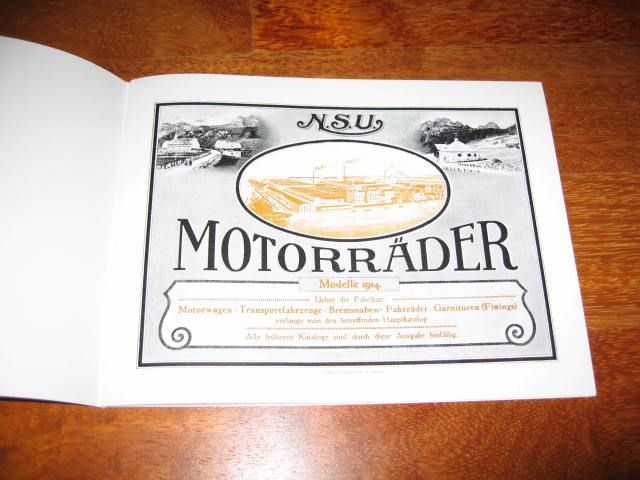 N.S.U.
MOTORRÄDER
Modelle 1914.
Ueber die Fabrikate:
Motorwagen - Transportfahrzeuge - Bremsnaben - Fahrräder - Garnituren (Fittings)
verlange man den betreffenden Hauptkatalog
Alle früheren Kataloge sind durch diese Ausgabe hinfällig.